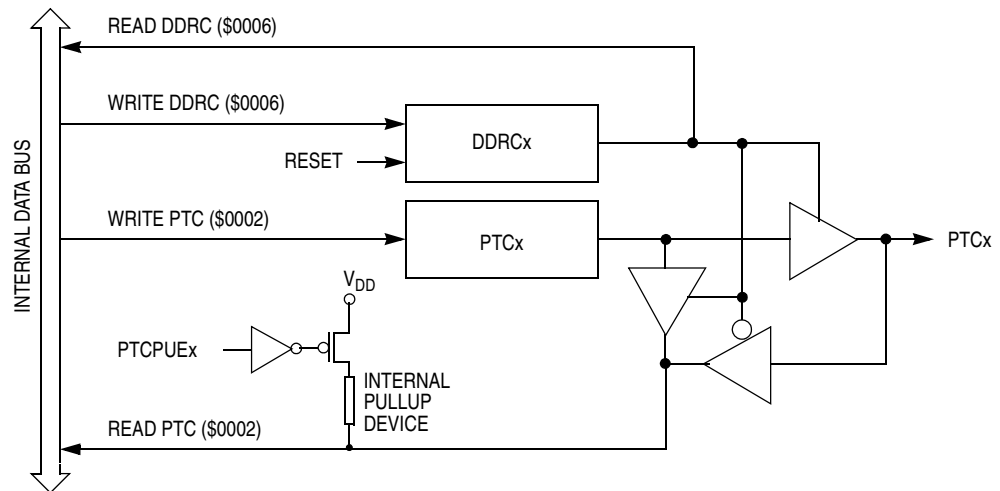 READ DDRC ($0006)
WRITE DDRC ($0006)
DDRCx
RESET
INTERNAL DATA BUS
WRITE PTC ($0002)
PTCx
PTCx
VDD
PTCPUEx
INTERNAL
PULLUP
DEVICE
READ PTC ($0002)